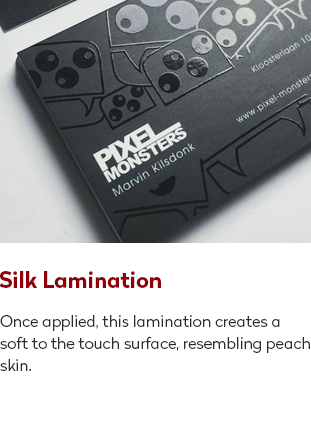 Kloosterlaan 10
www.pixel-monsters
PIXEL
MONSTERS
Marvin Kilsdonk
Silk Lamination
Once applied, this lamination creates a
soft to the touch surface, resembling peach
skin.